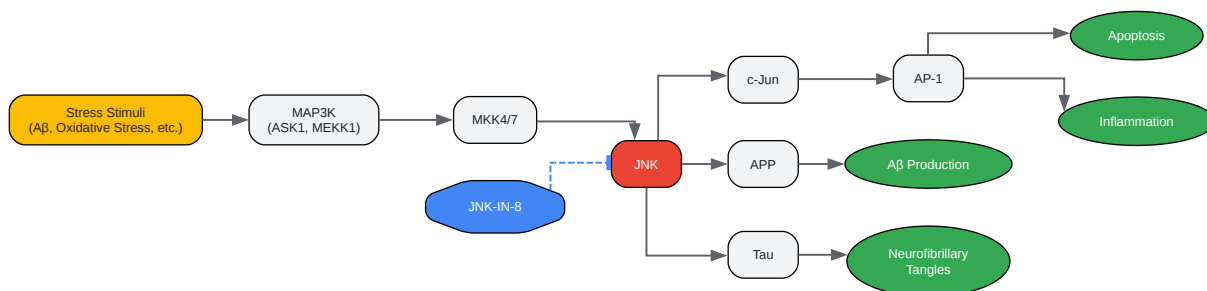 Stress Stimuli
(Aβ, Oxidative Stress, etc.)
MAP3K
(ASK1, MEKK1)
MKK4/7
JNK-IN-8
JNK
c-Jun
AP-1
Apoptosis
Inflammation
APP
Aβ Production
Tau
Neurofibrillary
Tangles